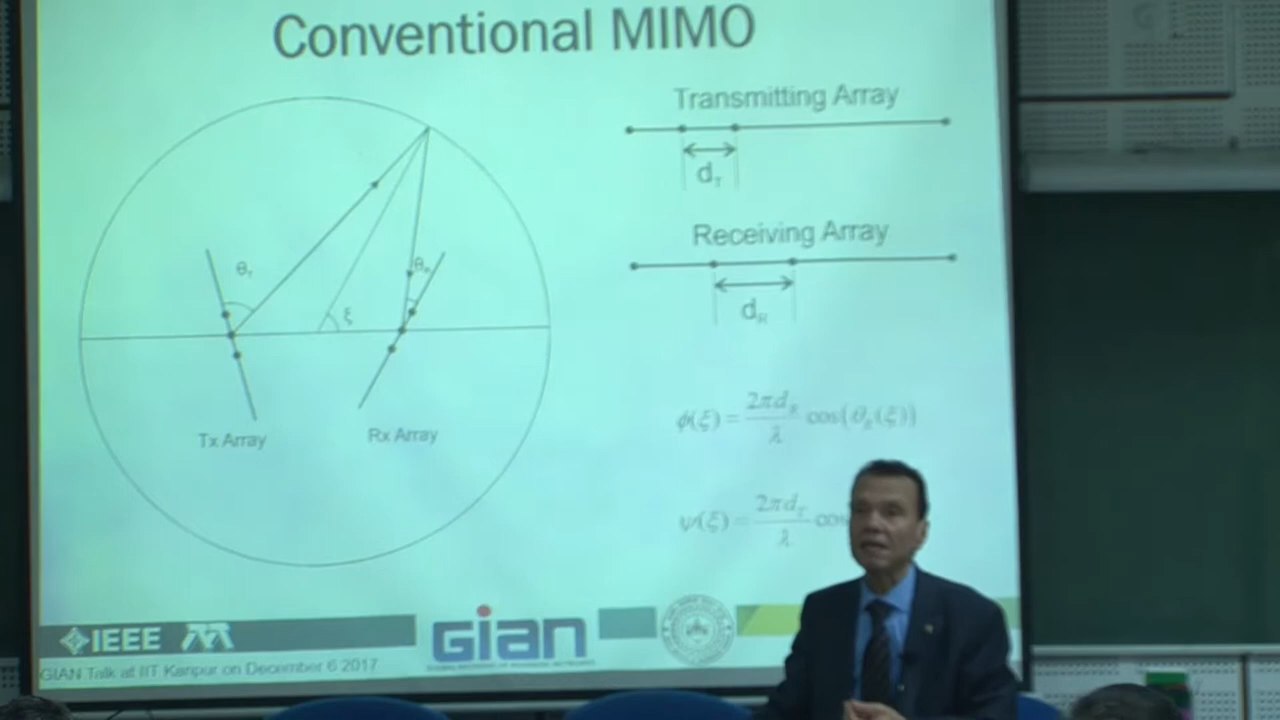 Conventional MIMO
Transmitting Array
d_T
Receiving Array
d_R
θ_T
θ_R
ξ
Tx Array
Rx Array
ϕ(ξ) = 2πd_R/λ cos(θ_R(ξ))
ψ(ξ) = 2πd_T/λ cos
IEEE
Gian
GIAN Talk at IIT Kanpur on December 6 2017